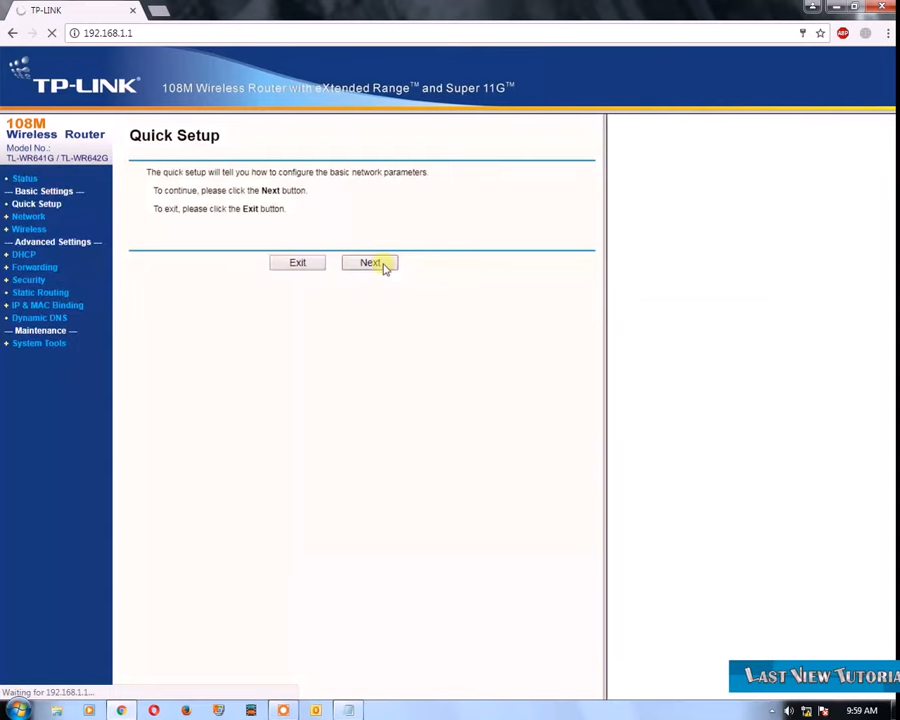 TP-LINK
192.168.1.1
ABP
TP-LINK® 108M Wireless Router with eXtended Range™ and Super 11G™
108M
Wireless Router
Model No.:
TL-WR641G / TL-WR642G
Status
— Basic Settings —
Quick Setup
Network
Wireless
— Advanced Settings —
DHCP
Forwarding
Security
Static Routing
IP & MAC Binding
Dynamic DNS
— Maintenance —
System Tools
Quick Setup
The quick setup will tell you how to configure the basic network parameters.
To continue, please click the Next button.
To exit, please click the Exit button.
Exit Next
LAST VIEW TUTORIA
Waiting for 192.168.1.1...
9:59 AM